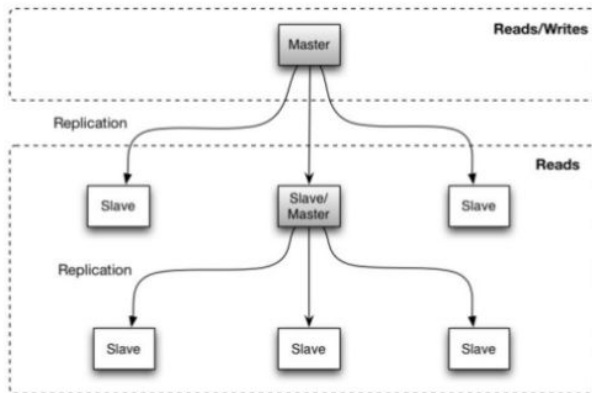 Reads/Writes
Master
Replication
Reads
Slave
Slave/
Master
Slave
Replication
Slave
Slave
Slave